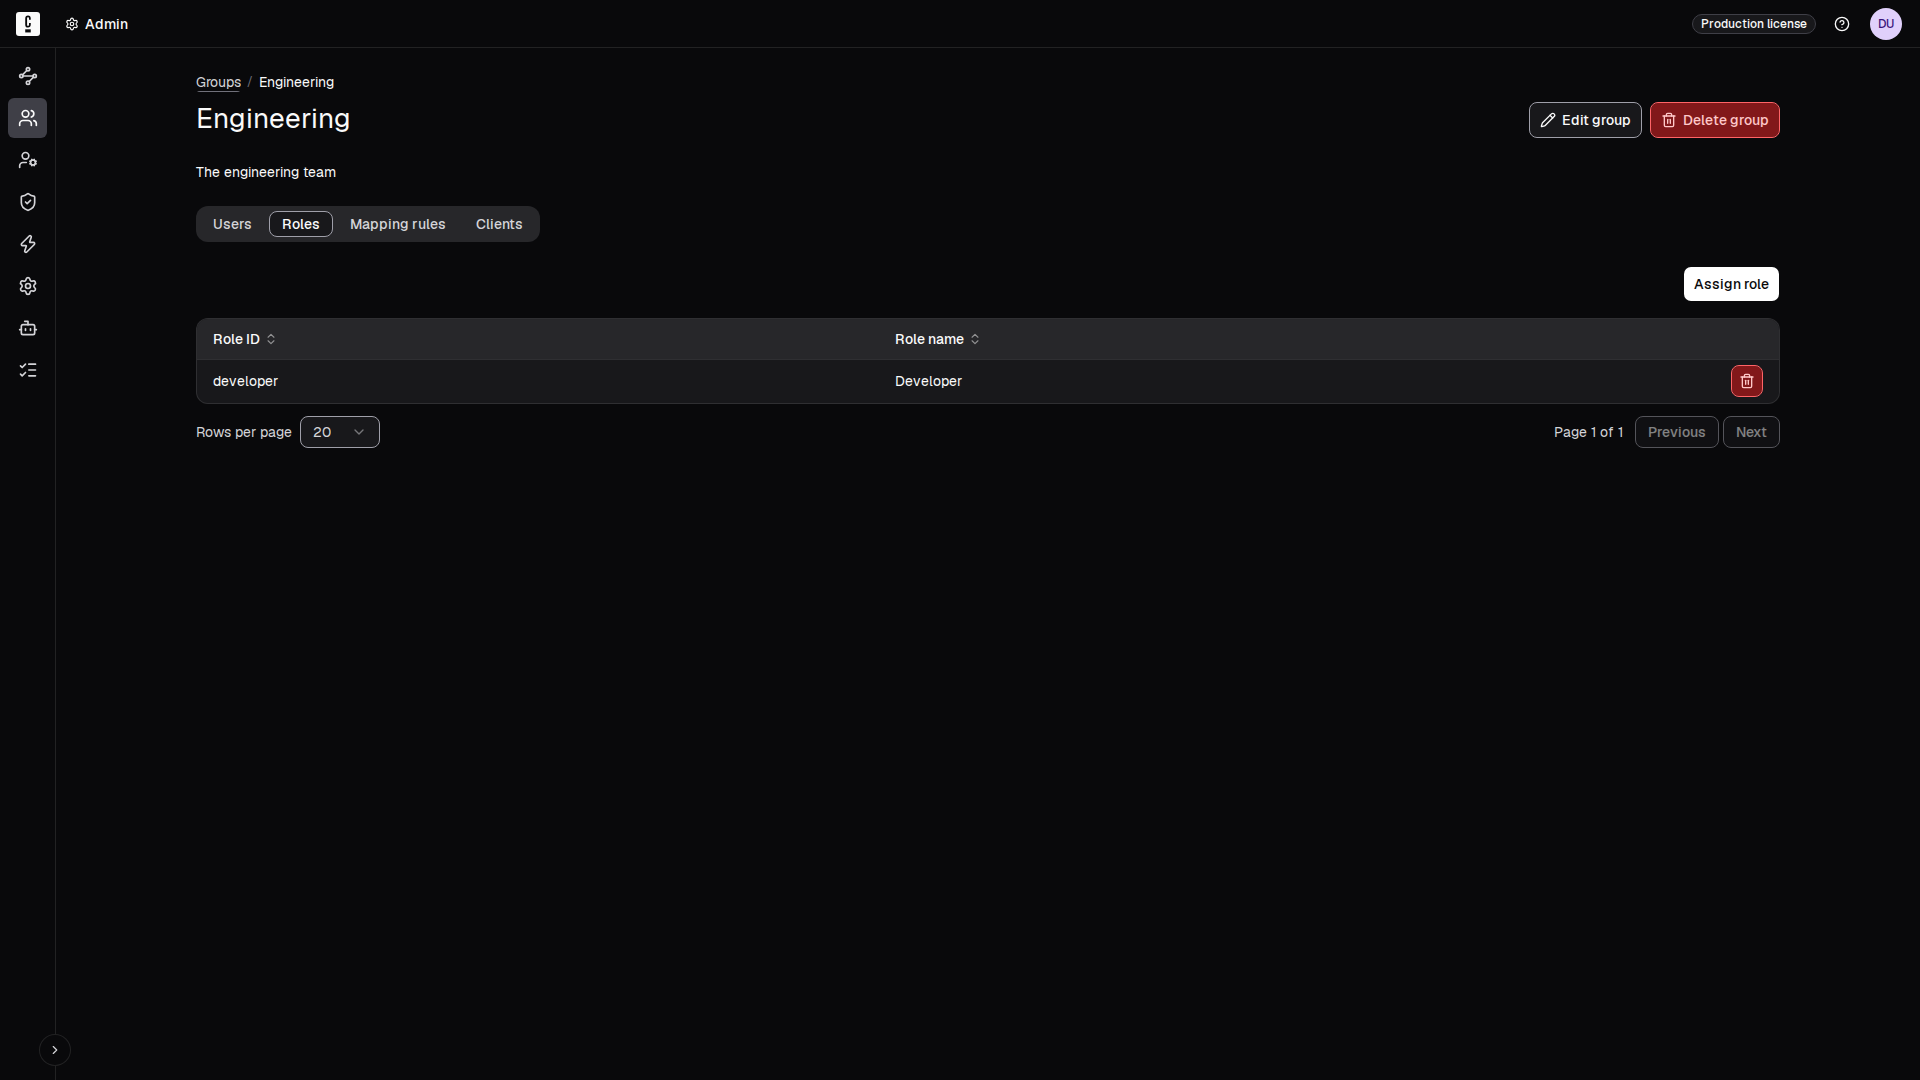 Admin
Production license
DU
Groups / Engineering
Engineering
Edit group
Delete group
The engineering team
Users
Roles
Mapping rules
Clients
Assign role
Role ID
Role name
developer
Developer
Rows per page
20
Page 1 of 1
Previous
Next